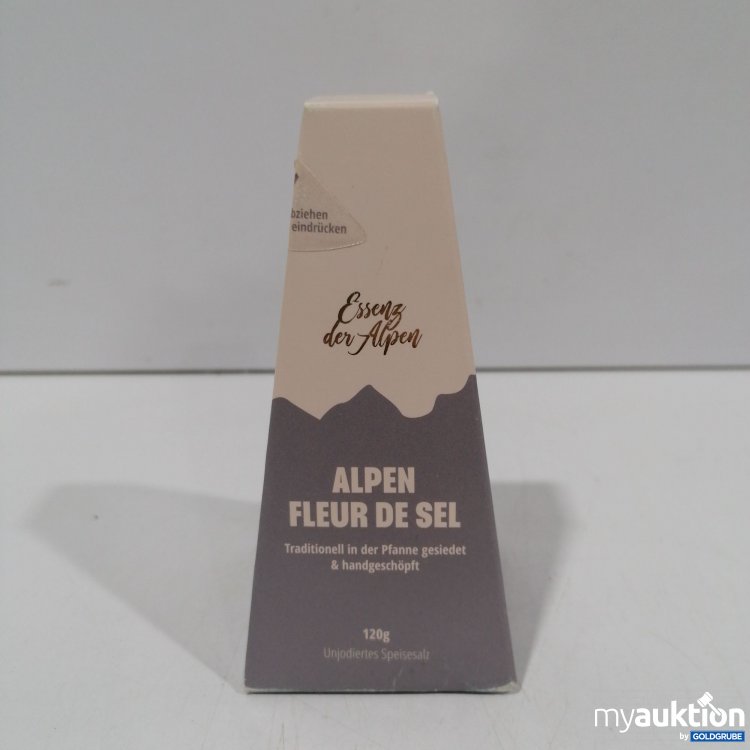 eindrücken
Essenz
der Alpen
ALPEN
FLEUR DE SEL
Traditionell in der Pfanne gesiedet
& handgeschöpft
120g
Unjodiertes Speisesalz
myauktion
by GOLDGRUBE